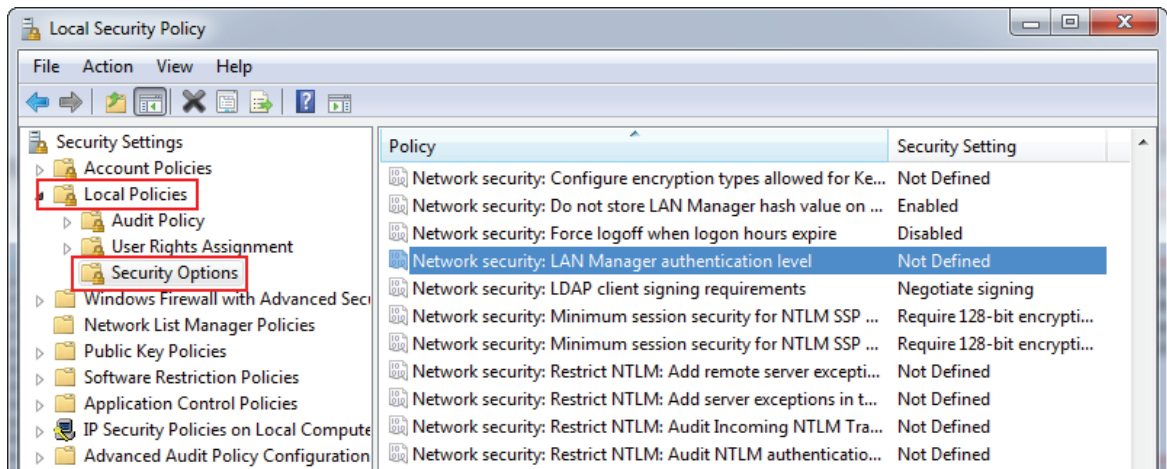 Local Security Policy
File Action View Help
Security Settings
Account Policies
Local Policies
Audit Policy
User Rights Assignment
Security Options
Windows Firewall with Advanced Secu
Network List Manager Policies
Public Key Policies
Software Restriction Policies
Application Control Policies
IP Security Policies on Local Compute
Advanced Audit Policy Configuration
Policy Security Setting
Network security: Configure encryption types allowed for Ke... Not Defined
Network security: Do not store LAN Manager hash value on ... Enabled
Network security: Force logoff when logon hours expire Disabled
Network security: LAN Manager authentication level Not Defined
Network security: LDAP client signing requirements Negotiate signing
Network security: Minimum session security for NTLM SSP ... Require 128-bit encrypti...
Network security: Minimum session security for NTLM SSP ... Require 128-bit encrypti...
Network security: Restrict NTLM: Add remote server excepti... Not Defined
Network security: Restrict NTLM: Add server exceptions in t... Not Defined
Network security: Restrict NTLM: Audit Incoming NTLM Tra... Not Defined
Network security: Restrict NTLM: Audit NTLM authenticatio... Not Defined